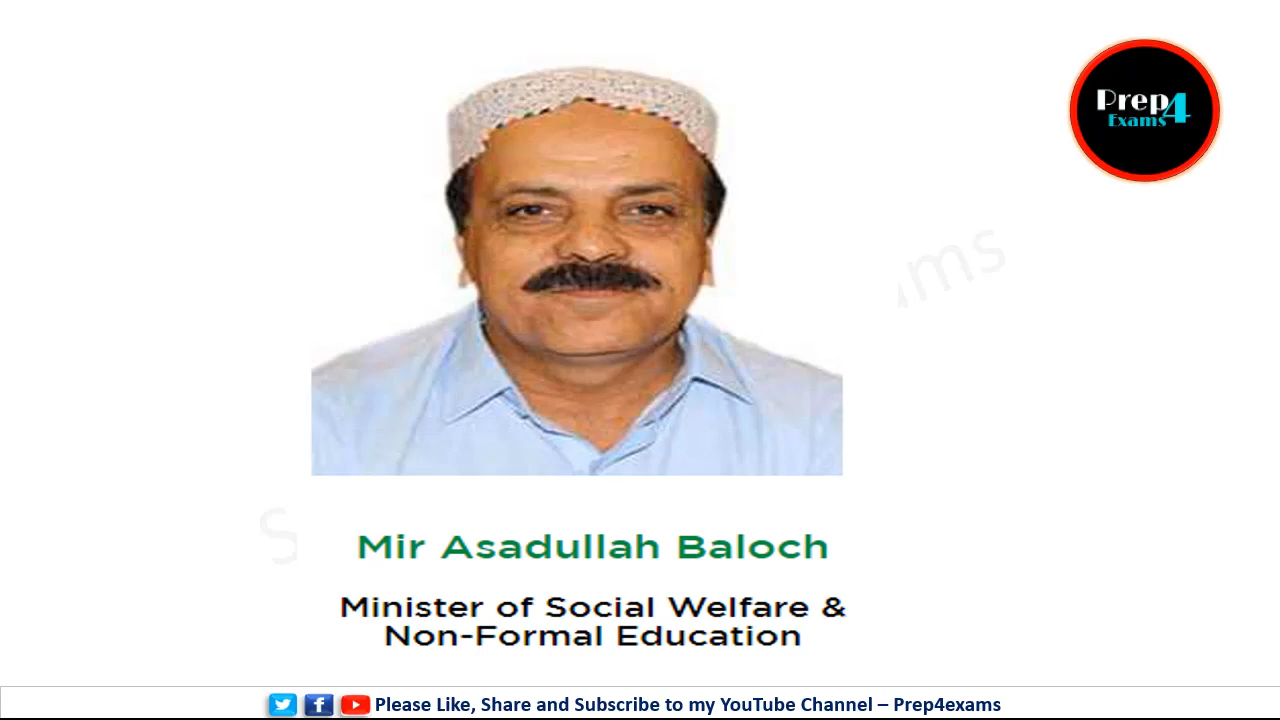 Prep4
Exams
ms
S
Mir Asadullah Baloch
Minister of Social Welfare &
Non-Formal Education
Please Like, Share and Subscribe to my YouTube Channel – Prep4exams